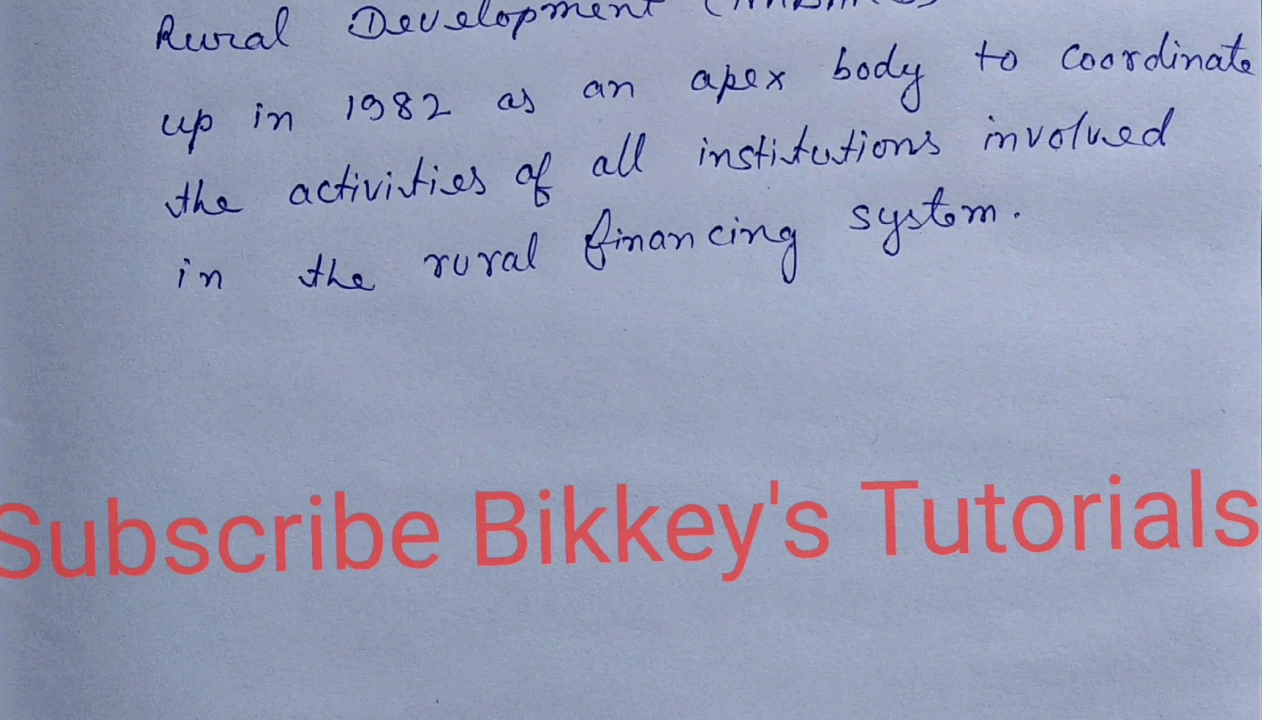 Rural Development
up in 1982 as an apex body to coordinate
the activities of all institutions involved
in the rural financing system.
Subscribe Bikkey's Tutorials